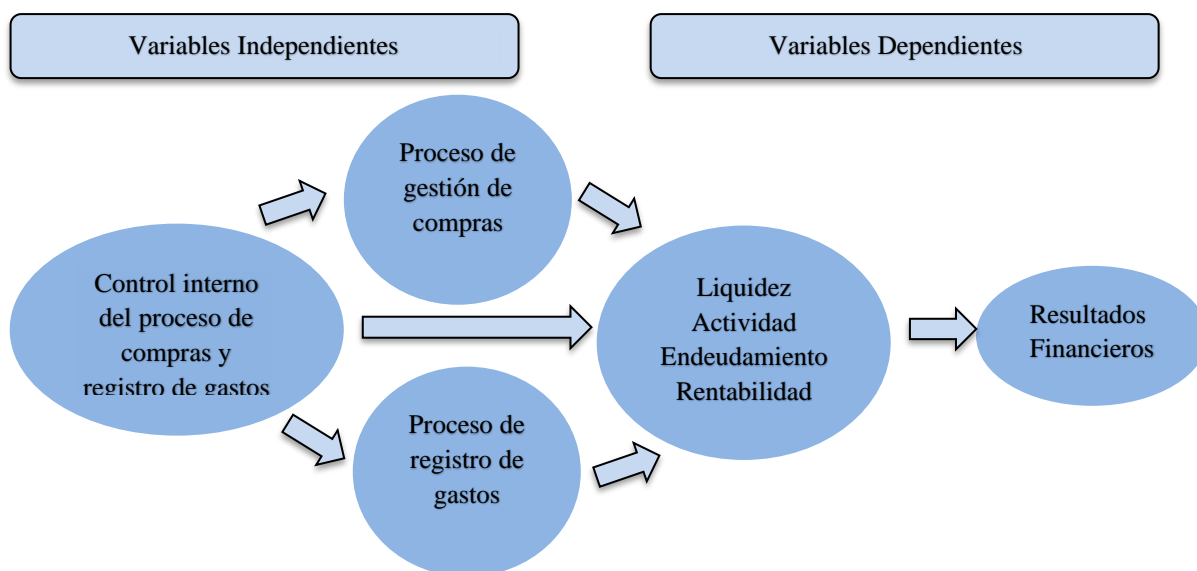 Variables Independientes
Variables Dependientes
Proceso de
gestión de
compras
Control interno
del proceso de
compras y
registro de gastos
Liquidez
Actividad
Endeudamiento
Rentabilidad
Resultados
Financieros
Proceso de
registro de
gastos